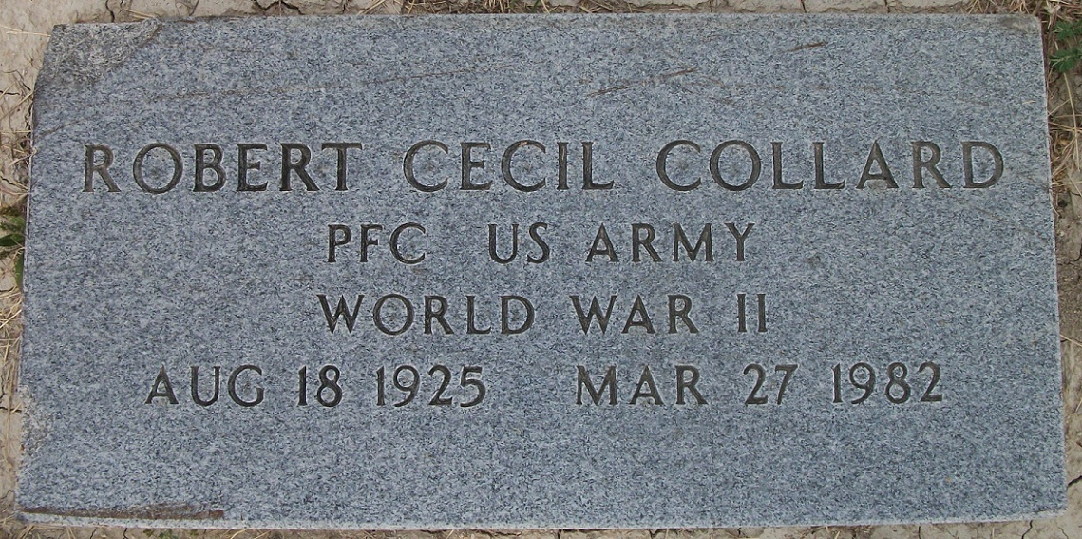 ROBERT CECIL COLLARD
PFC US ARMY
WORLD WAR II
AUG 18 1925 MAR 27 1982